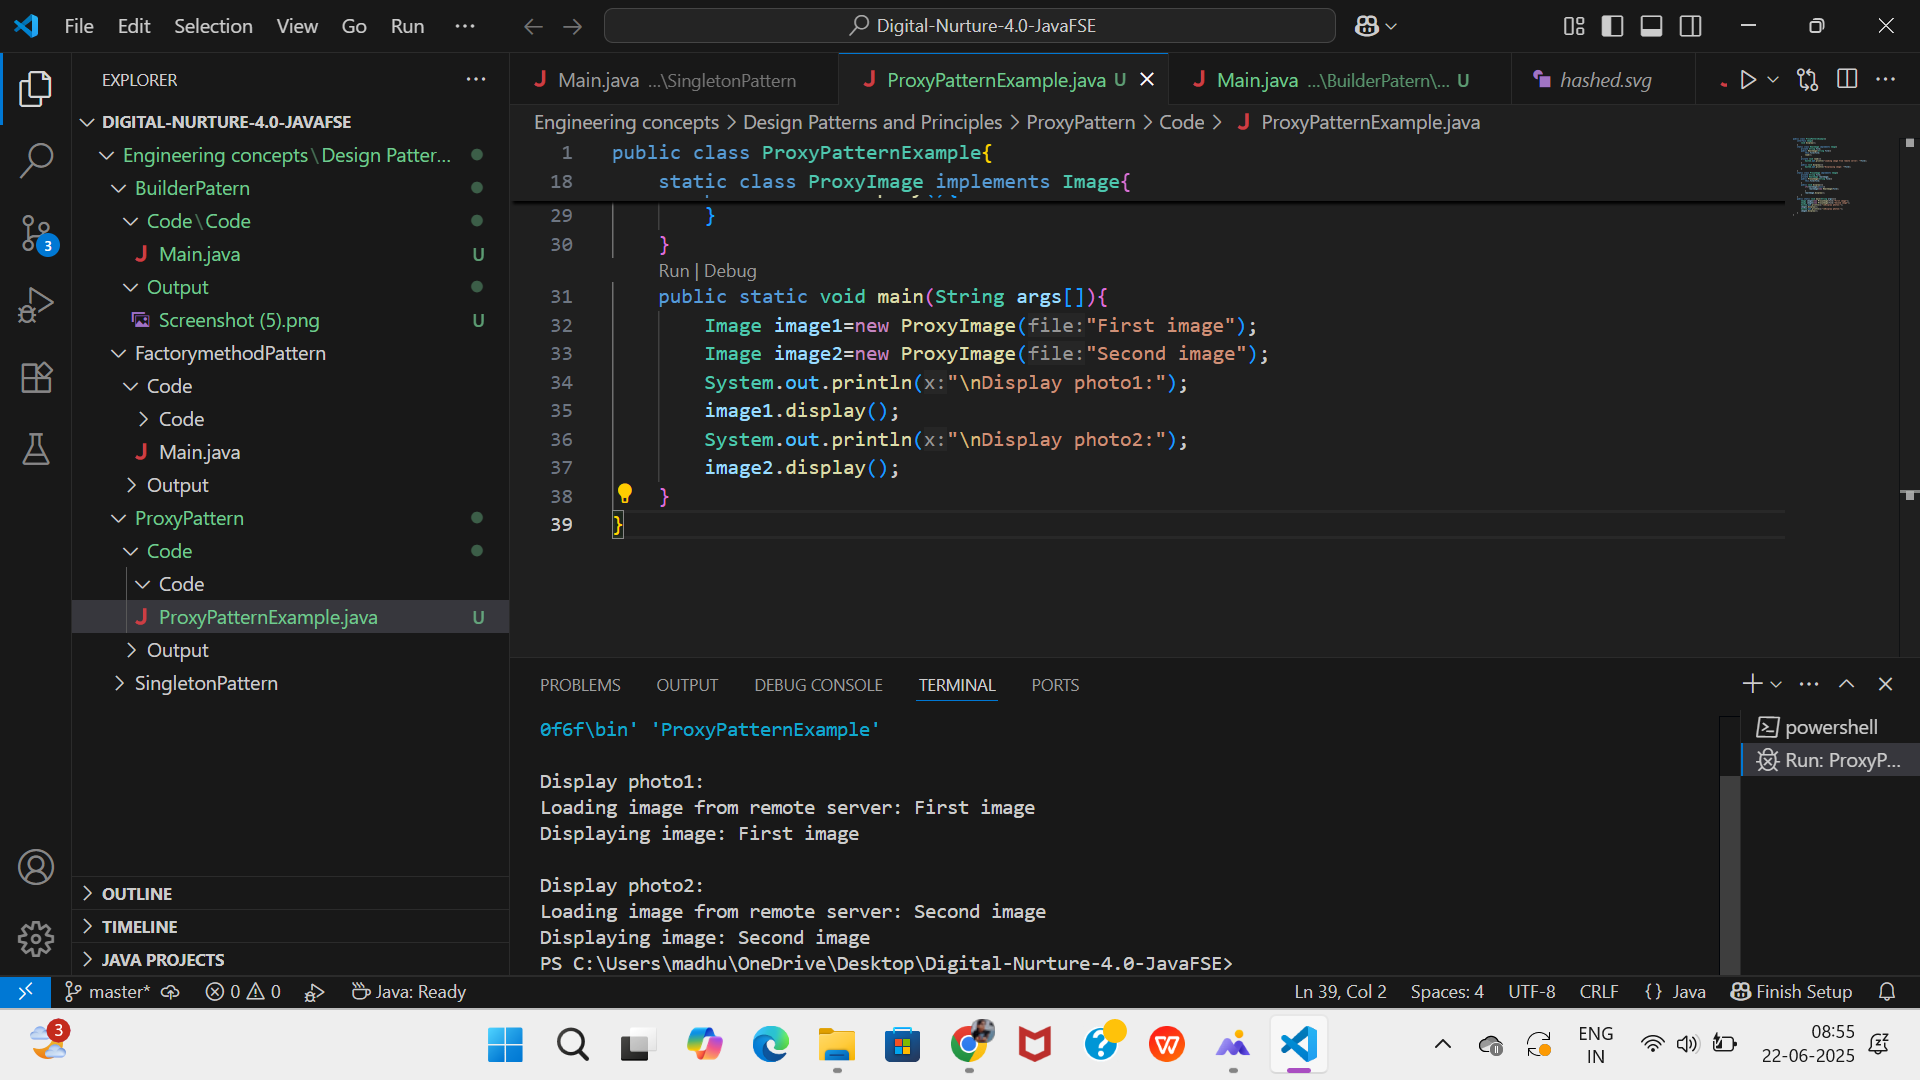 File Edit Selection View Go Run ···
Digital-Nurture-4.0-JavaFSE
EXPLORER
Main.java ...\SingletonPattern
ProxyPatternExample.java U
Main.java ...\BuilderPatern\... U
hashed.svg
Engineering concepts > Design Patterns and Principles > ProxyPattern > Code > ProxyPatternExample.java
DIGITAL-NURTURE-4.0-JAVAFSE
Engineering concepts\Design Patter...
BuilderPatern
Code\Code
Main.java U
Output
Screenshot (5).png U
FactorymethodPattern
Code
Code
Main.java
Output
ProxyPattern
Code
Code
ProxyPatternExample.java U
Output
SingletonPattern
OUTLINE
TIMELINE
JAVA PROJECTS
3
1 public class ProxyPatternExample{
18 static class ProxyImage implements Image{
29 }
30 }
Run | Debug
31 public static void main(String args[]){
32 Image image1=new ProxyImage(file:"First image");
33 Image image2=new ProxyImage(file:"Second image");
34 System.out.println(x:"\nDisplay photo1:");
35 image1.display();
36 System.out.println(x:"\nDisplay photo2:");
37 image2.display();
38 }
39 }
PROBLEMS OUTPUT DEBUG CONSOLE TERMINAL PORTS
0f6f\bin' 'ProxyPatternExample'
Display photo1:
Loading image from remote server: First image
Displaying image: First image
Display photo2:
Loading image from remote server: Second image
Displaying image: Second image
PS C:\Users\madhu\OneDrive\Desktop\Digital-Nurture-4.0-JavaFSE>
powershell
Run: ProxyP...
master* 0 0 Java: Ready
Ln 39, Col 2 Spaces: 4 UTF-8 CRLF {} Java Finish Setup
3
ENG
IN
08:55
22-06-2025